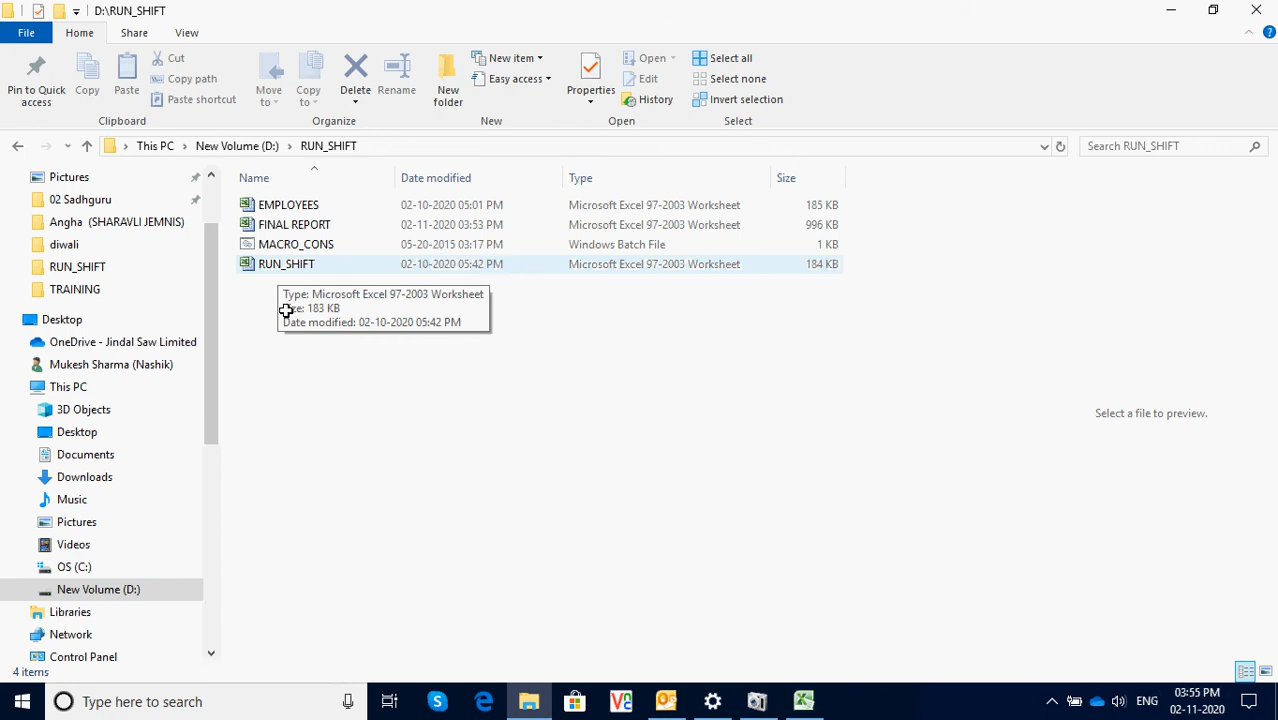 D:\RUN_SHIFT
File Home Share View
Pin to Quick access
Copy
Paste
Cut
Copy path
Paste shortcut
Clipboard
Move to
Copy to
Delete
Rename
Organize
New folder
New item
Easy access
New
Properties
Open
Edit
History
Open
Select all
Select none
Invert selection
Select
This PC New Volume (D:) RUN_SHIFT
Search RUN_SHIFT
Pictures
02 Sadhguru
Angha (SHARAVLI JEMNIS)
diwali
RUN_SHIFT
TRAINING
Desktop
OneDrive - Jindal Saw Limited
Mukesh Sharma (Nashik)
This PC
3D Objects
Desktop
Documents
Downloads
Music
Pictures
Videos
OS (C:)
New Volume (D:)
Libraries
Network
Control Panel
Name Date modified Type Size
EMPLOYEES 02-10-2020 05:01 PM Microsoft Excel 97-2003 Worksheet 185 KB
FINAL REPORT 02-11-2020 03:53 PM Microsoft Excel 97-2003 Worksheet 996 KB
MACRO_CONS 05-20-2015 03:17 PM Windows Batch File 1 KB
RUN_SHIFT 02-10-2020 05:42 PM Microsoft Excel 97-2003 Worksheet 184 KB
Type: Microsoft Excel 97-2003 Worksheet
183 KB
Date modified: 02-10-2020 05:42 PM
Select a file to preview.
4 items
Type here to search
ENG
03:55 PM
02-11-2020